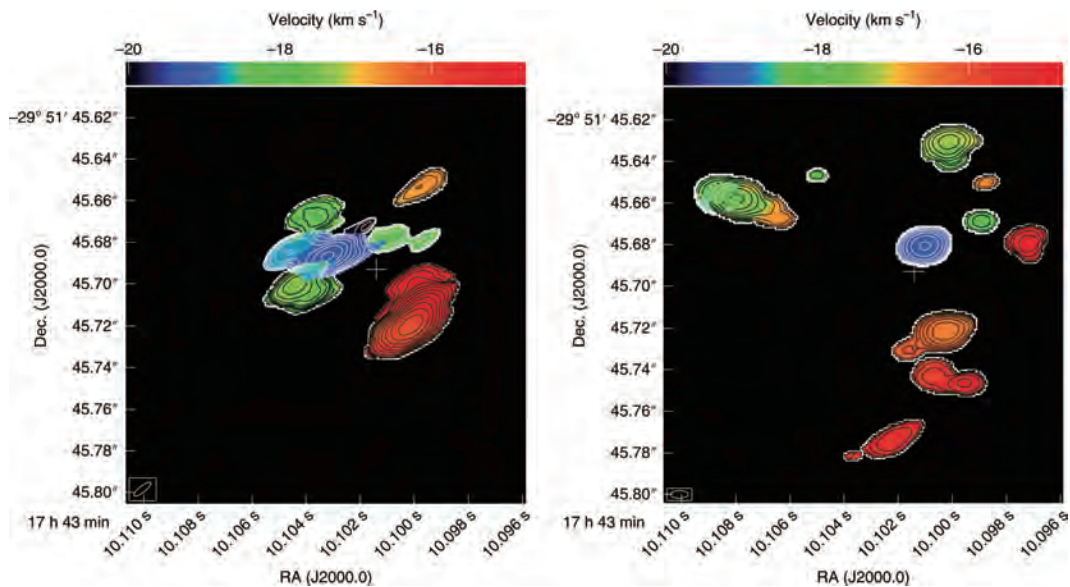 Velocity (km s⁻¹)
−20 −18 −16
−29° 51′ 45.62″
45.64″
45.66″
45.68″
45.70″
45.72″
45.74″
45.76″
45.78″
45.80″
Dec. (J2000.0)
17 h 43 min
10.110 s
10.108 s
10.106 s
10.104 s
10.102 s
10.100 s
10.098 s
10.096 s
RA (J2000.0)
Velocity (km s⁻¹)
−20 −18 −16
−29° 51′ 45.62″
45.64″
45.66″
45.68″
45.70″
45.72″
45.74″
45.76″
45.78″
45.80″
Dec. (J2000.0)
17 h 43 min
10.110 s
10.108 s
10.106 s
10.104 s
10.102 s
10.100 s
10.098 s
10.096 s
RA (J2000.0)